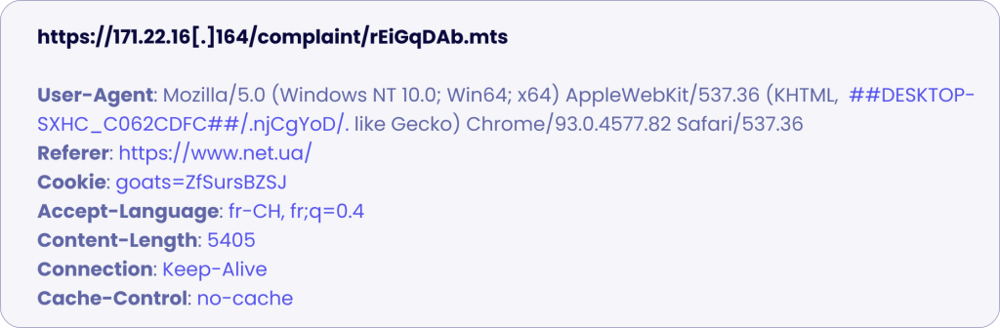 https://171.22.16[.]164/complaint/rEiGqDAb.mts
User-Agent: Mozilla/5.0 (Windows NT 10.0; Win64; x64) AppleWebKit/537.36 (KHTML, ##DESKTOP-
SXHC_C062CDFC##/.njCgYoD/. like Gecko) Chrome/93.0.4577.82 Safari/537.36
Referer: https://www.net.ua/
Cookie: goats=ZfSursBZSJ
Accept-Language: fr-CH, fr;q=0.4
Content-Length: 5405
Connection: Keep-Alive
Cache-Control: no-cache